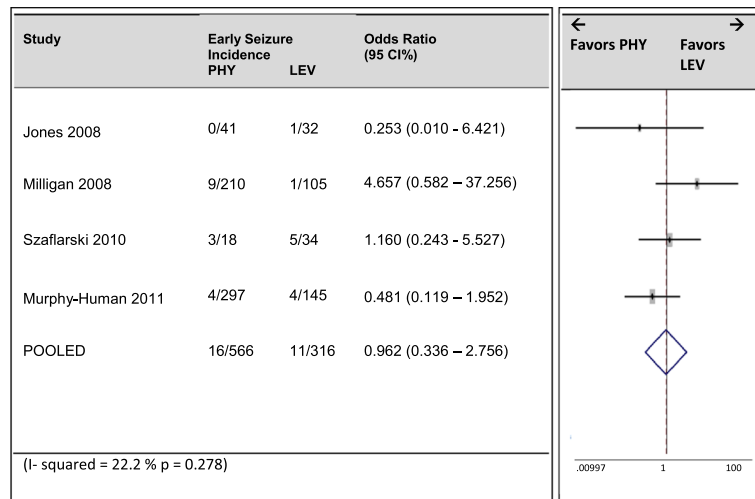 Study Early Seizure Incidence Odds Ratio (95 CI%)
PHY LEV
Jones 2008 0/41 1/32 0.253 (0.010 - 6.421)
Milligan 2008 9/210 1/105 4.657 (0.582 – 37.256)
Szaflarski 2010 3/18 5/34 1.160 (0.243 - 5.527)
Murphy-Human 2011 4/297 4/145 0.481 (0.119 – 1.952)
POOLED 16/566 11/316 0.962 (0.336 – 2.756)
(I- squared = 22.2 % p = 0.278)
← →
Favors PHY Favors
LEV
.00997 1 100